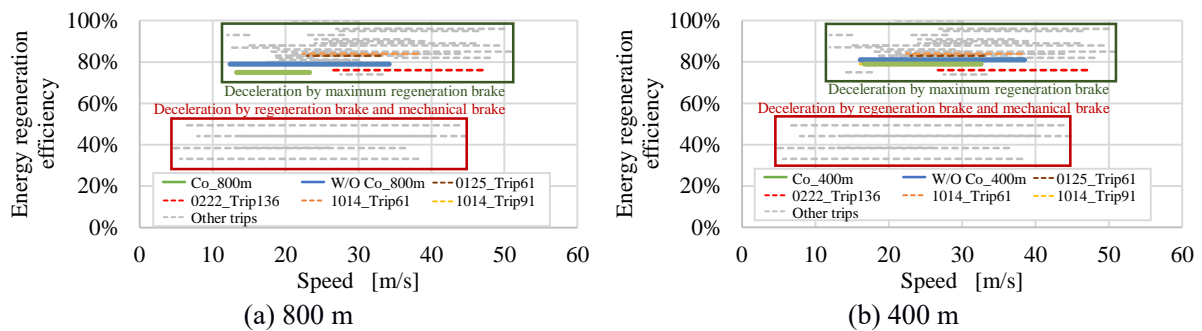 Energy regeneration
efficiency
100%
80%
60%
40%
20%
0%
Deceleration by maximum regeneration brake
Deceleration by regeneration brake and mechanical brake
Co_800m W/O Co_800m 0125_Trip61
0222_Trip136 1014_Trip61 1014_Trip91
Other trips
0 10 20 30 40 50 60
Speed [m/s]
(a) 800 m
Energy regeneration
efficiency
100%
80%
60%
40%
20%
0%
Deceleration by maximum regeneration brake
Deceleration by regeneration brake and mechanical brake
Co_400m W/O Co_400m 0125_Trip61
0222_Trip136 1014_Trip61 1014_Trip91
Other trips
0 10 20 30 40 50 60
Speed [m/s]
(b) 400 m